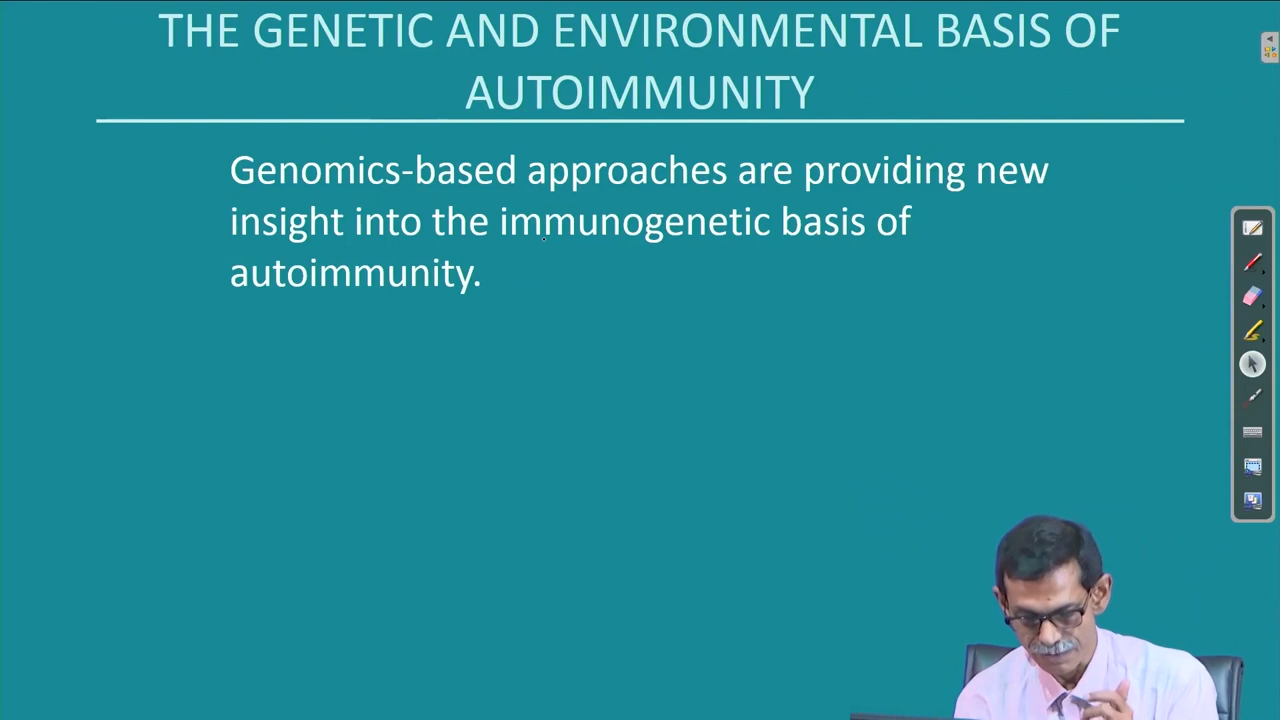 THE GENETIC AND ENVIRONMENTAL BASIS OF
AUTOIMMUNITY
Genomics-based approaches are providing new
insight into the immunogenetic basis of
autoimmunity.